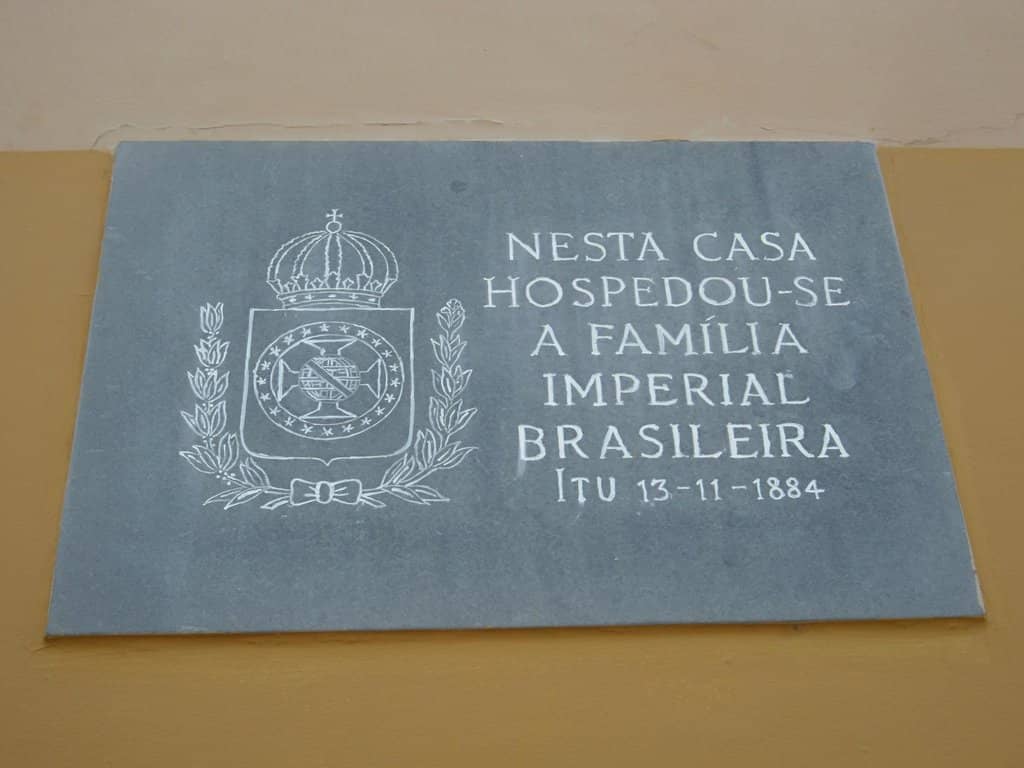 NESTA CASA
HOSPEDOU-SE
A FAMÍLIA
IMPERIAL
BRASILEIRA
ITU 13-11-1884